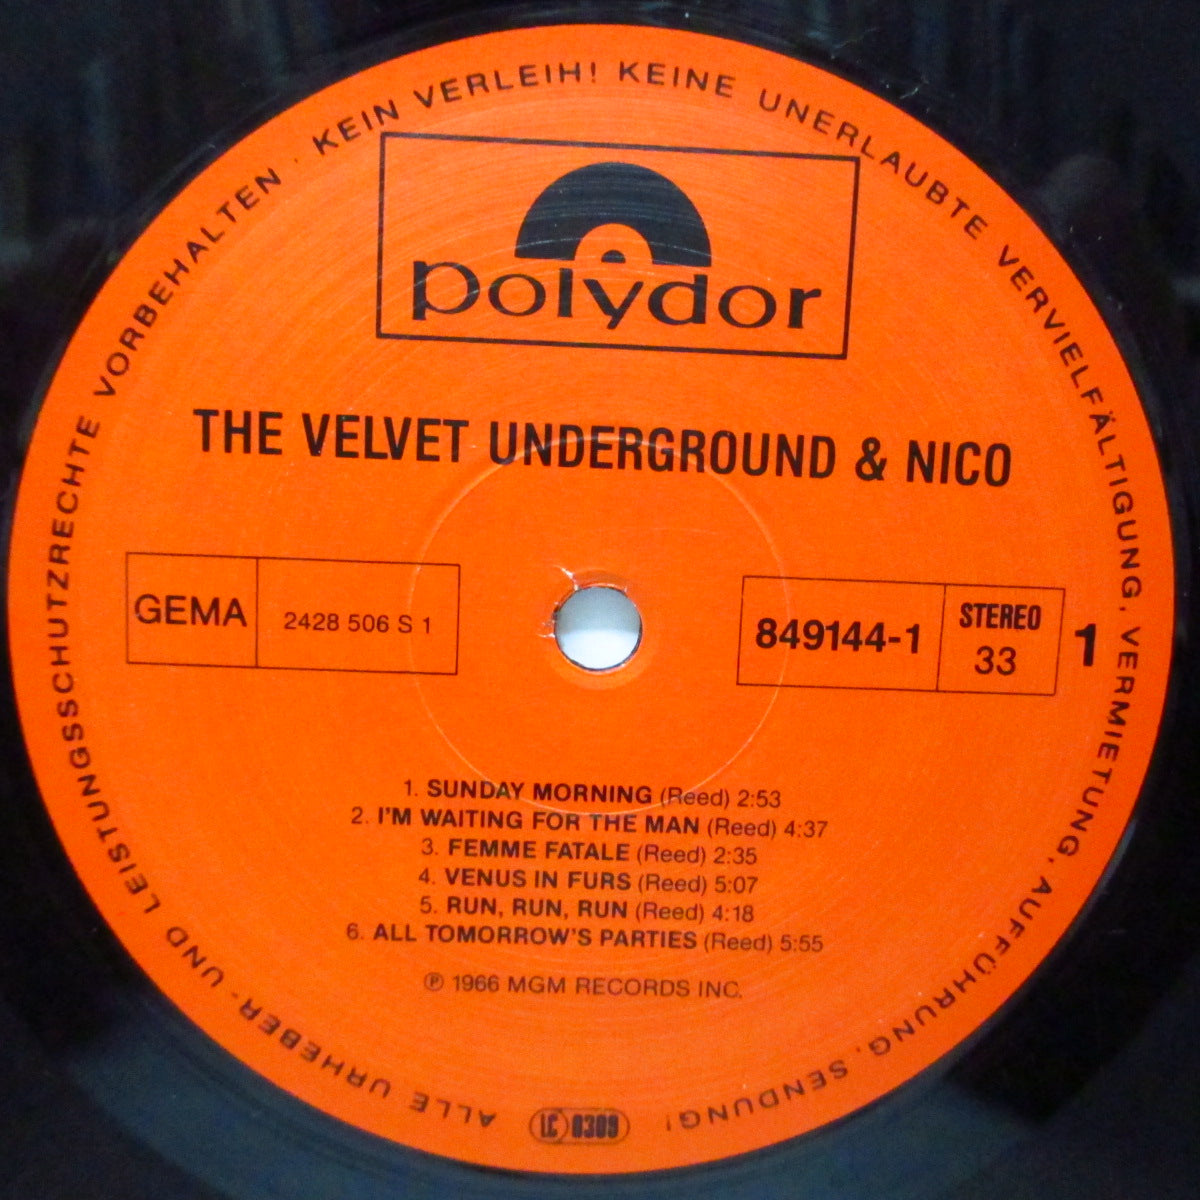 ALLE URHEBER- UND LEISTUNGSSCHUTZRECHTE VORBEHALTEN · KEIN VERLEIH! KEINE UNERLAUBTE VERVIELFÄLTIGUNG, VERMIETUNG, AUFFÜHRUNG, SENDUNG!
polydor
THE VELVET UNDERGROUND & NICO
GEMA 2428 506 S 1
849144-1 STEREO 33 1
1. SUNDAY MORNING (Reed) 2:53
2. I'M WAITING FOR THE MAN (Reed) 4:37
3. FEMME FATALE (Reed) 2:35
4. VENUS IN FURS (Reed) 5:07
5. RUN, RUN, RUN (Reed) 4:18
6. ALL TOMORROW'S PARTIES (Reed) 5:55
℗ 1966 MGM RECORDS INC.
LC 0309